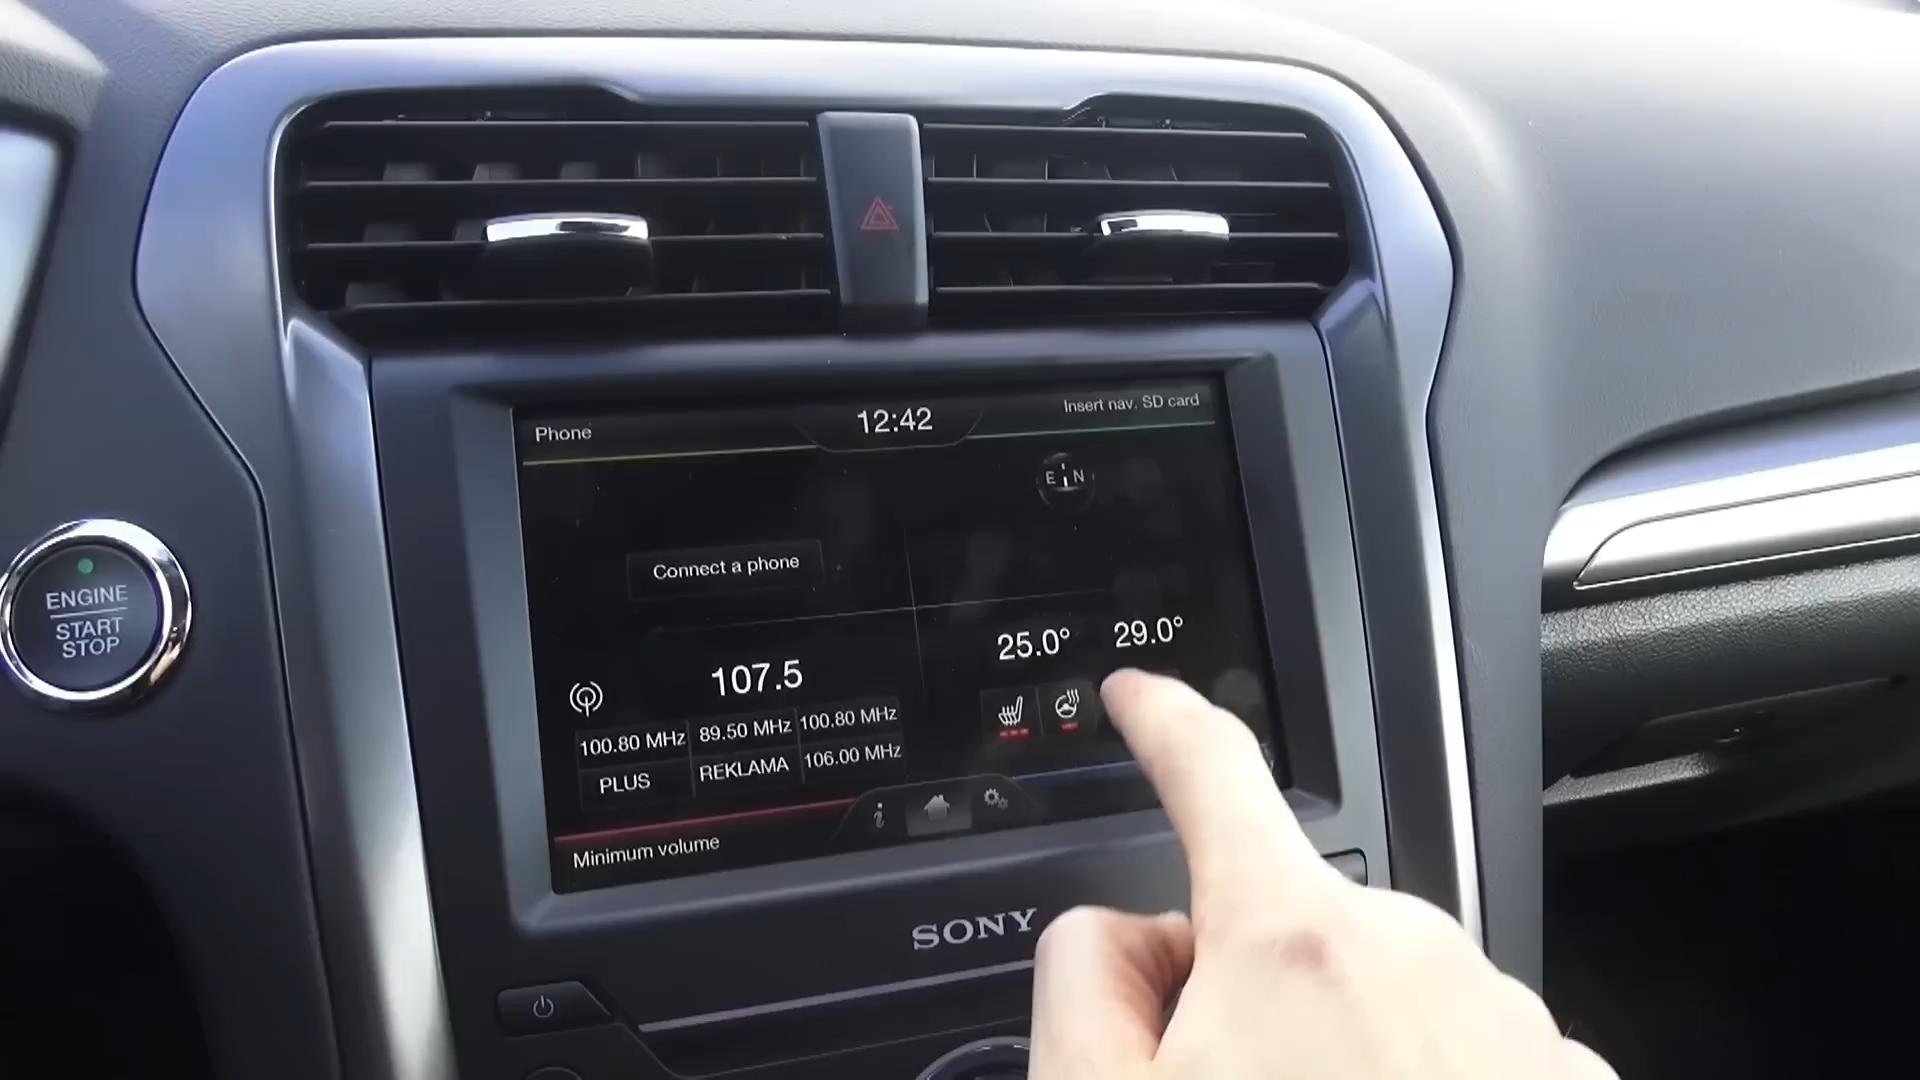 Phone
12:42
Insert nav. SD card
E N
Connect a phone
25.0° 29.0°
107.5
100.80 MHz 89.50 MHz 100.80 MHz
PLUS REKLAMA 106.00 MHz
i
Minimum volume
SONY
ENGINE
START
STOP